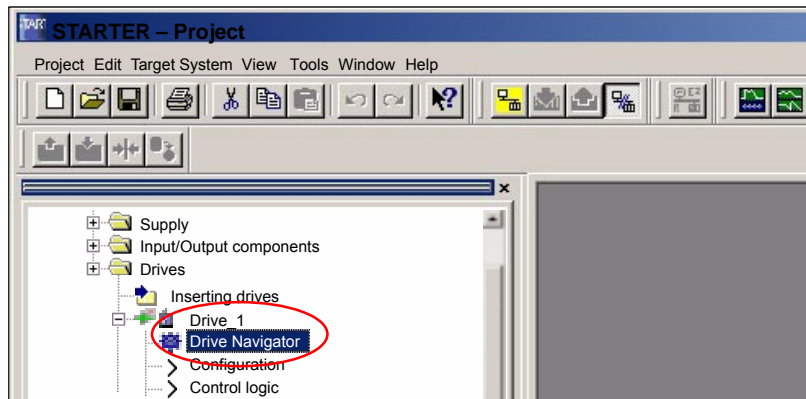 STARTER – Project
Project Edit Target System View Tools Window Help
Supply
Input/Output components
Drives
Inserting drives
Drive_1
Drive Navigator
Configuration
Control logic